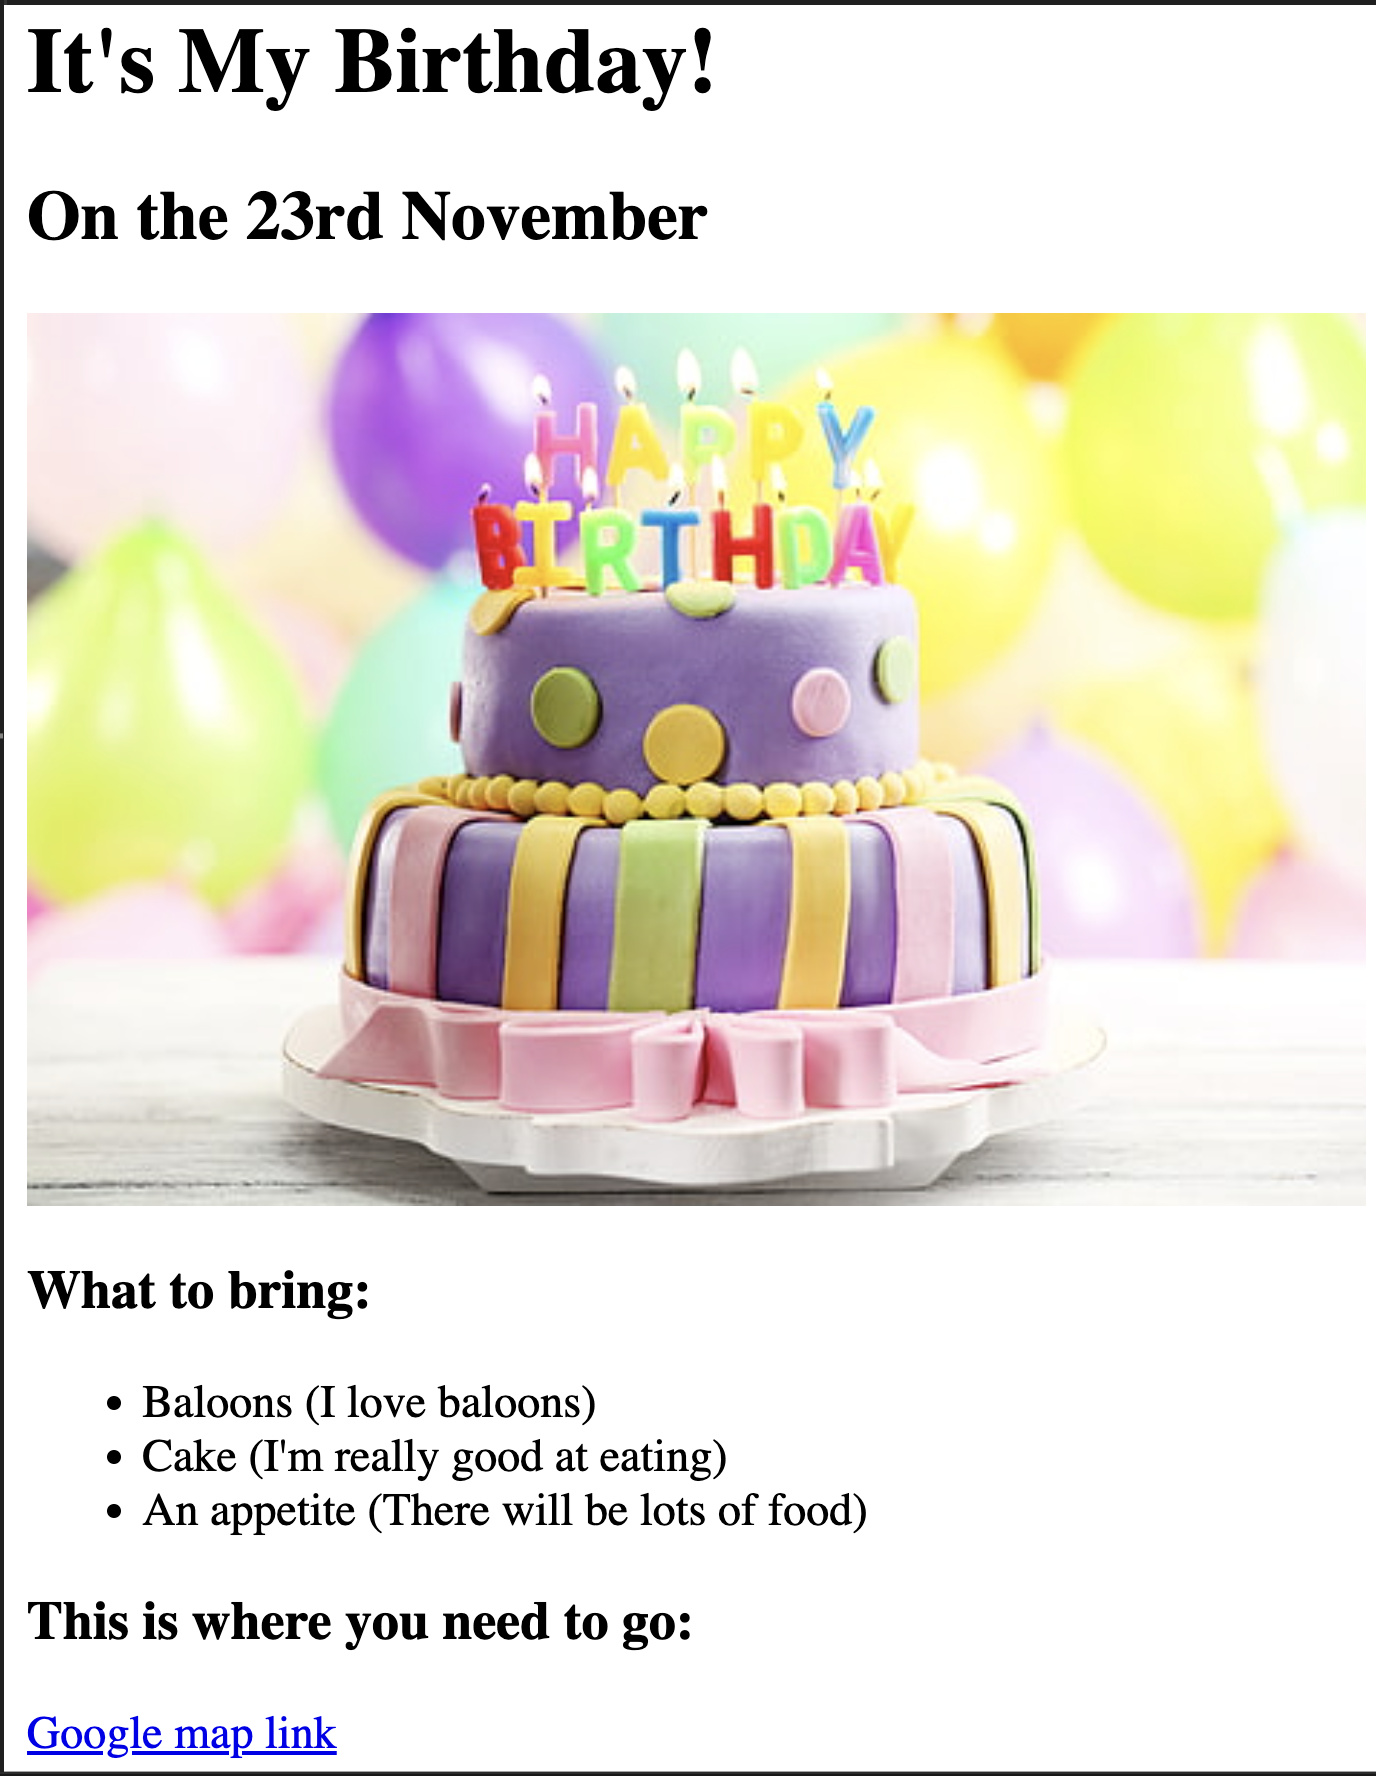 It's My Birthday!
On the 23rd November
HAPPY
BIRTHDAY
What to bring:
Baloons (I love baloons)
Cake (I'm really good at eating)
An appetite (There will be lots of food)
This is where you need to go:
Google map link